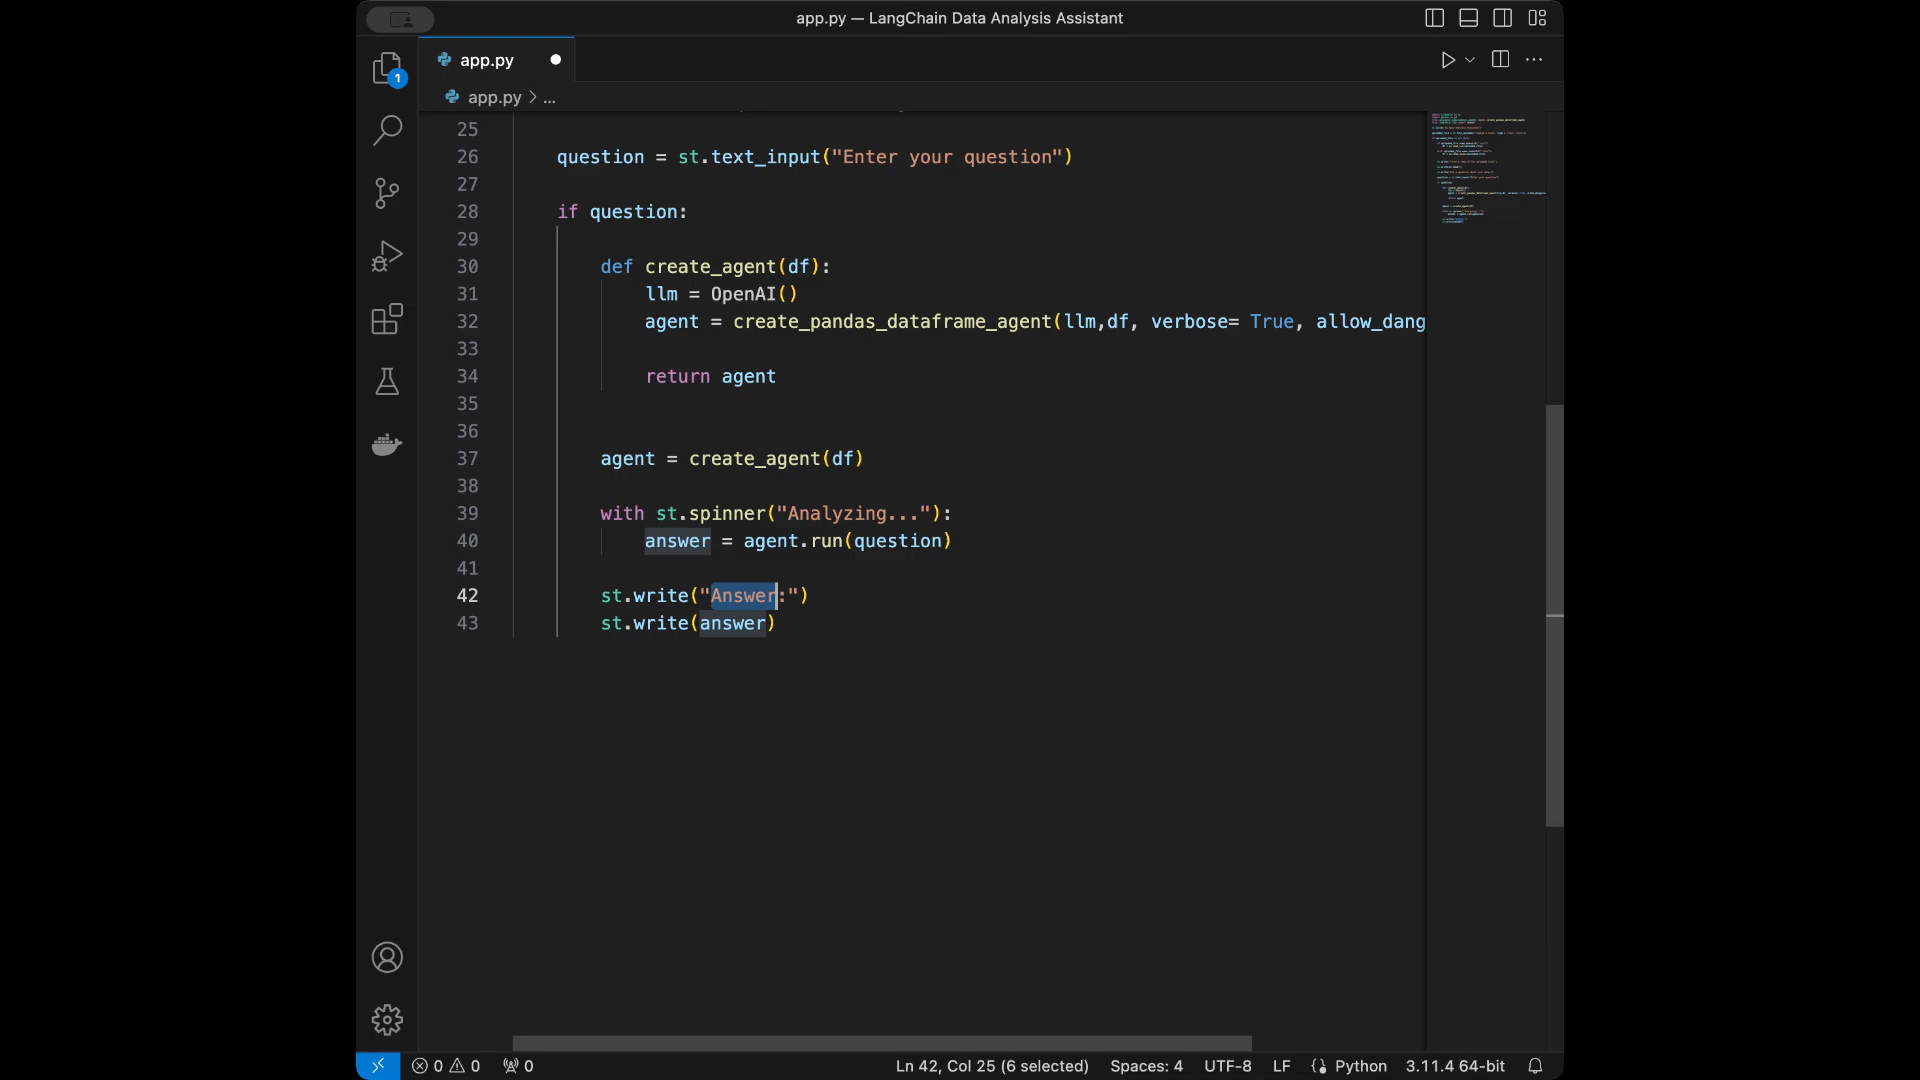 app.py — LangChain Data Analysis Assistant
1
app.py
app.py > ...
25
26 question = st.text_input("Enter your question")
27
28 if question:
29
30 def create_agent(df):
31 llm = OpenAI()
32 agent = create_pandas_dataframe_agent(llm,df, verbose= True, allow_dang
33
34 return agent
35
36
37 agent = create_agent(df)
38
39 with st.spinner("Analyzing..."):
40 answer = agent.run(question)
41
42 st.write("Answer:")
43 st.write(answer)
0 0 0 Ln 42, Col 25 (6 selected) Spaces: 4 UTF-8 LF Python 3.11.4 64-bit